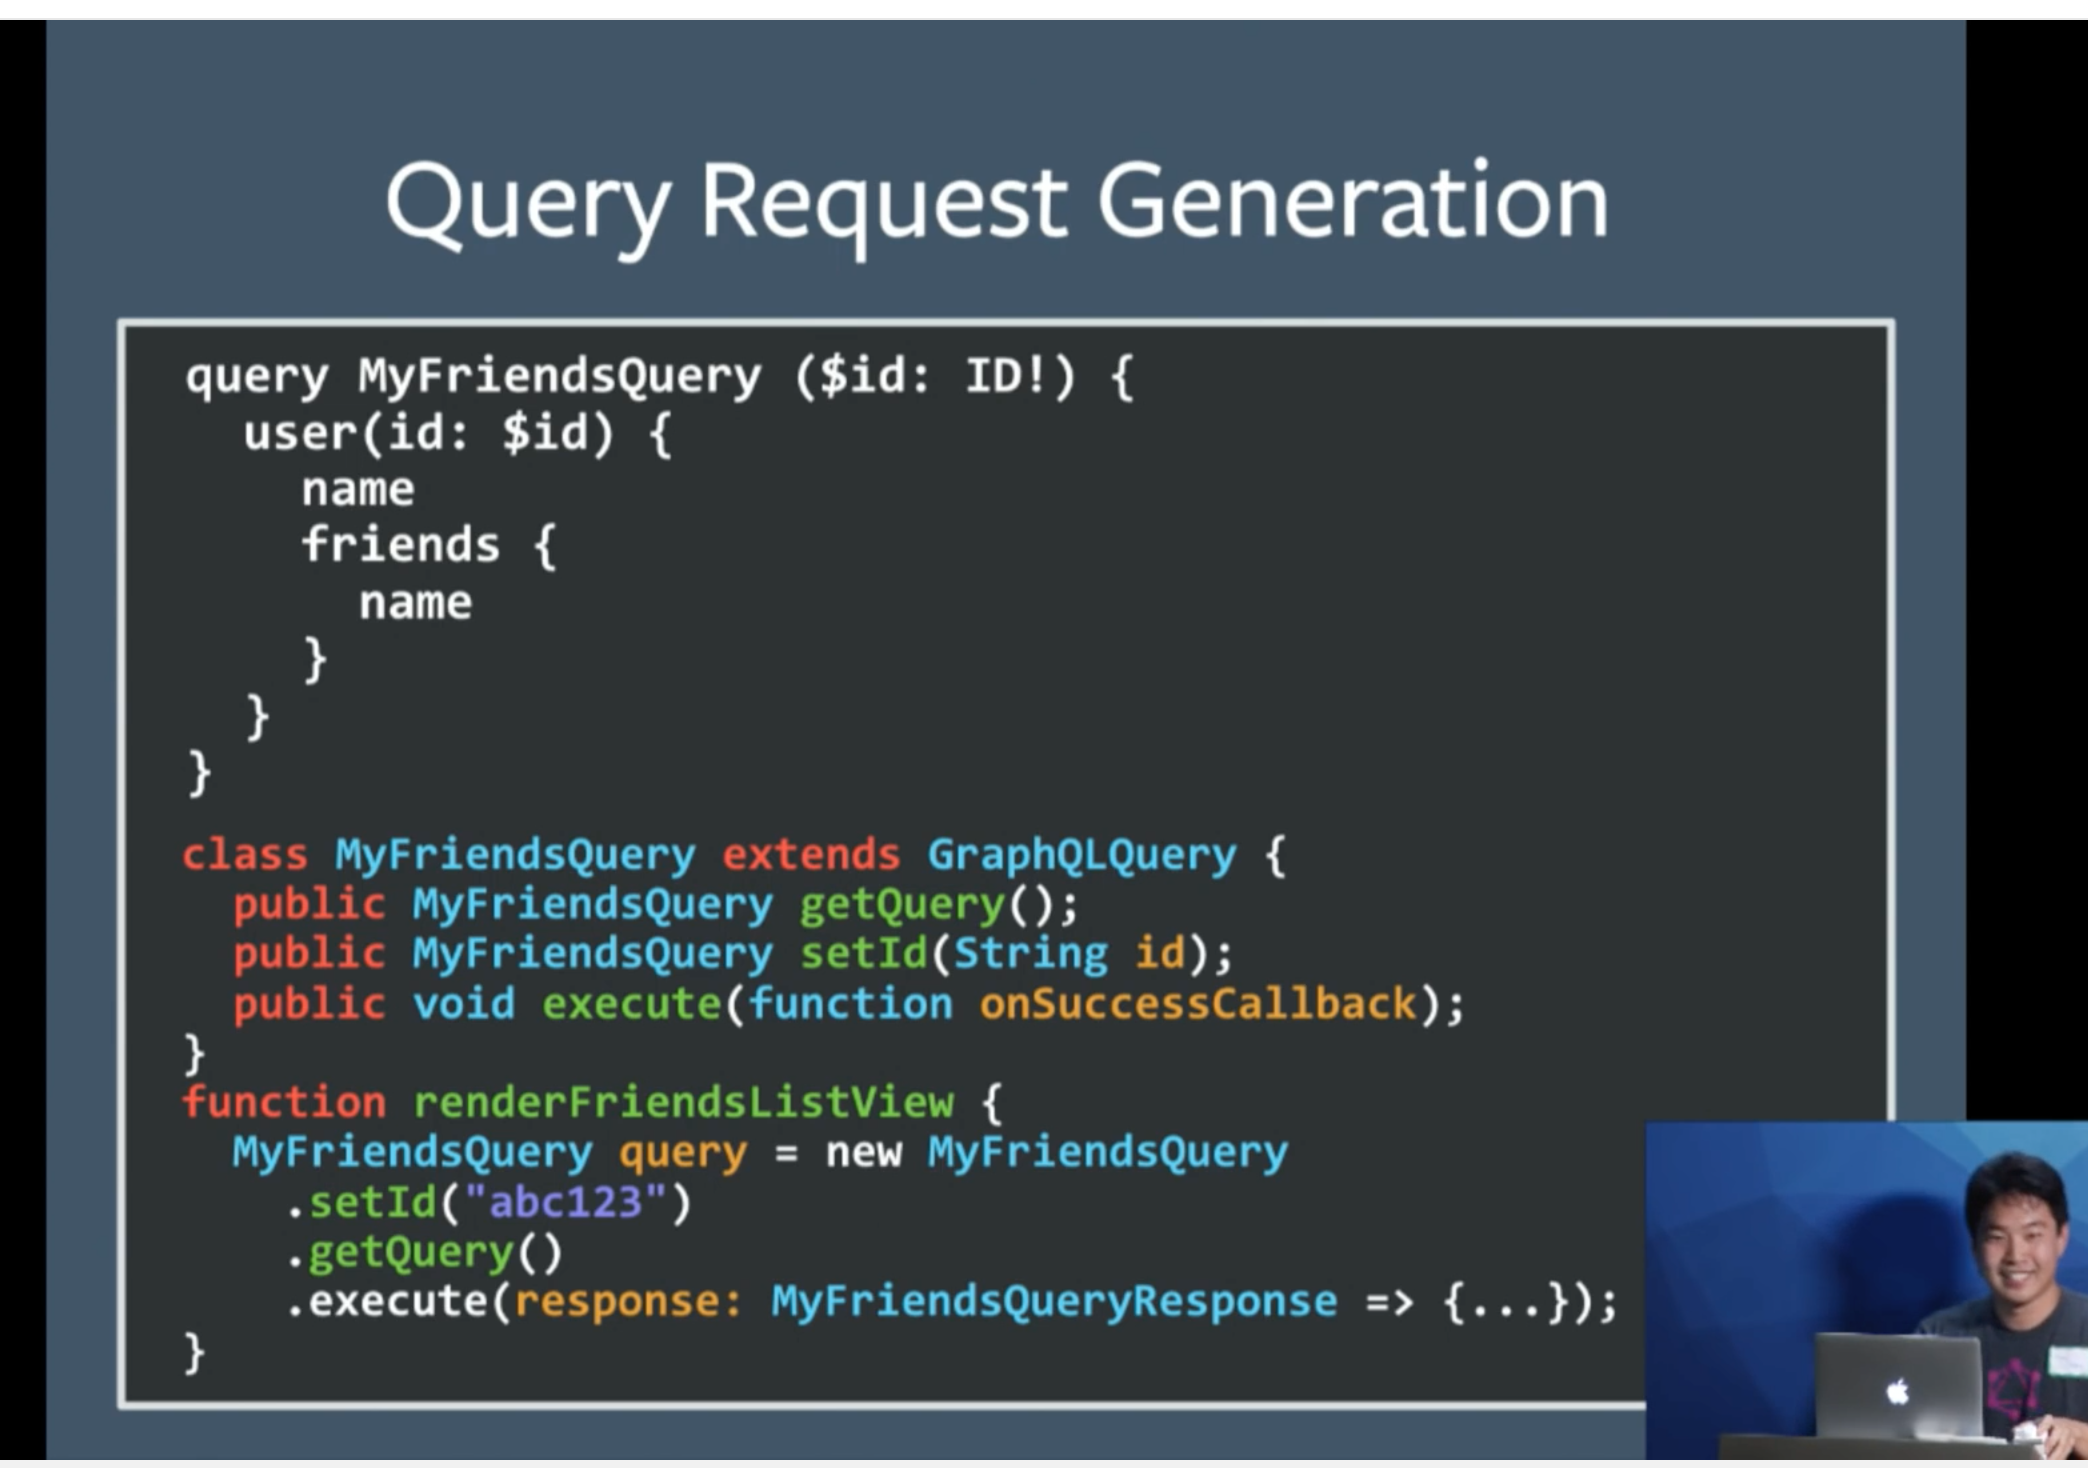 Query Request Generation
query MyFriendsQuery ($id: ID!) {
user(id: $id) {
name
friends {
name
}
}
}
class MyFriendsQuery extends GraphQLQuery {
public MyFriendsQuery getQuery();
public MyFriendsQuery setId(String id);
public void execute(function onSuccessCallback);
}
function renderFriendsListView {
MyFriendsQuery query = new MyFriendsQuery
.setId("abc123")
.getQuery()
.execute(response: MyFriendsQueryResponse => {...});
}